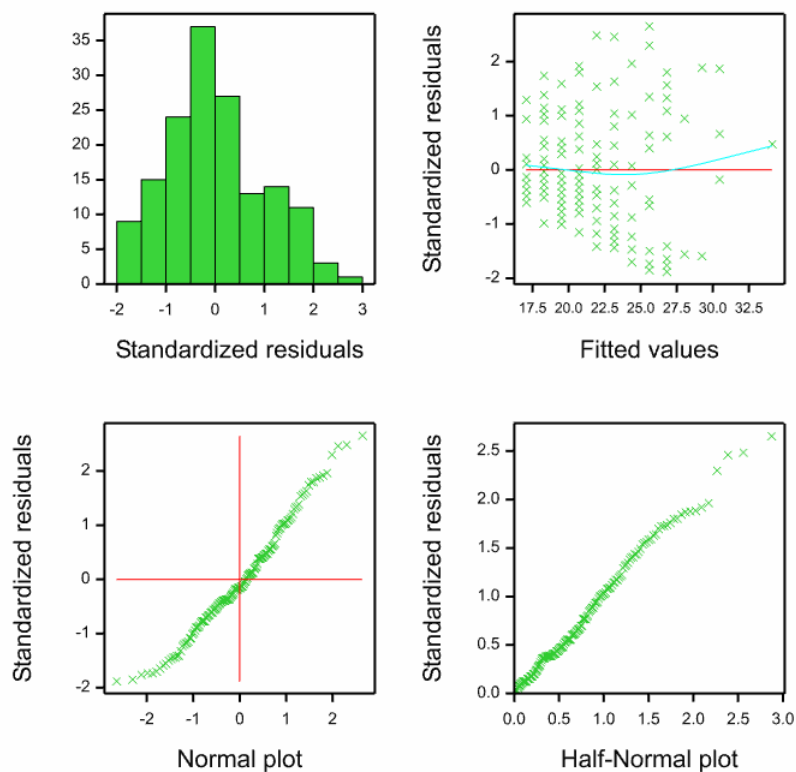 35
30
25
20
15
10
5
0
-2 -1 0 1 2 3
Standardized residuals
Standardized residuals
2
1
0
-1
-2
17.5 20.0 22.5 25.0 27.5 30.0 32.5
Fitted values
Standardized residuals
2
1
0
-1
-2
-2 -1 0 1 2
Normal plot
Standardized residuals
2.5
2.0
1.5
1.0
0.5
0.0
0.0 0.5 1.0 1.5 2.0 2.5 3.0
Half-Normal plot